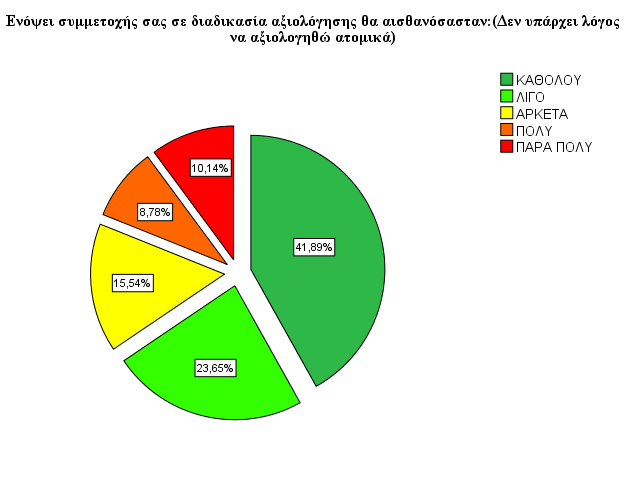 Ενόψει συμμετοχής σας σε διαδικασία αξιολόγησης θα αισθανόσασταν:(Δεν υπάρχει λόγος
να αξιολογηθώ ατομικά)
ΚΑΘΟΛΟΥ
ΛΙΓΟ
ΑΡΚΕΤΑ
ΠΟΛΥ
ΠΑΡΑ ΠΟΛΥ
10,14%
8,78%
41,89%
15,54%
23,65%